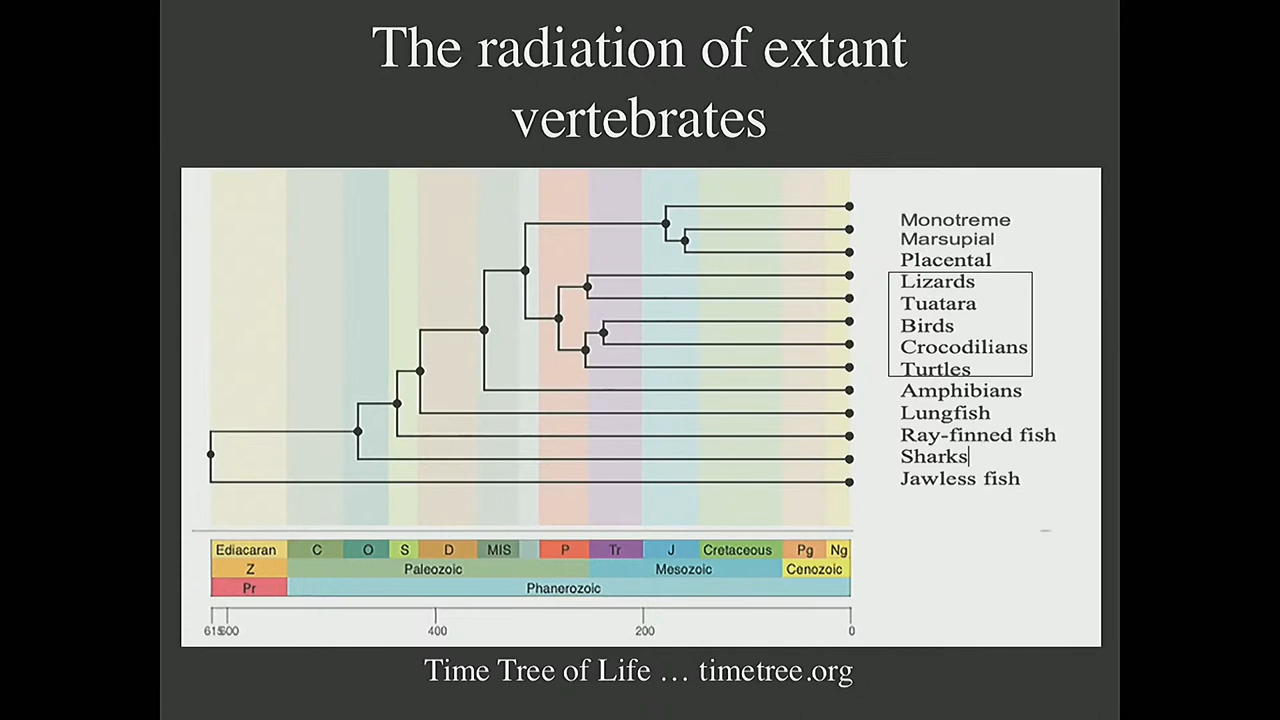 The radiation of extant
vertebrates
Monotreme
Marsupial
Placental
Lizards
Tuatara
Birds
Crocodilians
Turtles
Amphibians
Lungfish
Ray-finned fish
Sharks
Jawless fish
Ediacaran C O S D MIS P Tr J Cretaceous Pg Ng
Z Paleozoic Mesozoic Cenozoic
Pr Phanerozoic
615 600 400 200 0
Time Tree of Life … timetree.org